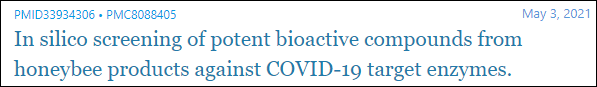 PMID33934306 • PMC8088405 May 3, 2021
In silico screening of potent bioactive compounds from
honeybee products against COVID-19 target enzymes.